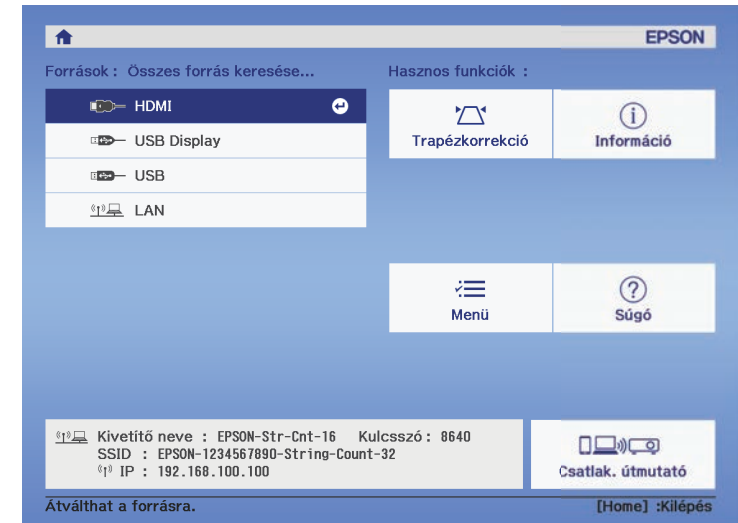 EPSON
Források : Összes forrás keresése...
HDMI
USB Display
USB
LAN
Hasznos funkciók :
Trapézkorrekció
Információ
Menü
Súgó
Kivetítő neve : EPSON-Str-Cnt-16 Kulcsszó : 8640
SSID : EPSON-1234567890-String-Count-32
IP : 192.168.100.100
Csatlak. útmutató
Átválthat a forrásra.
[Home] :Kilépés